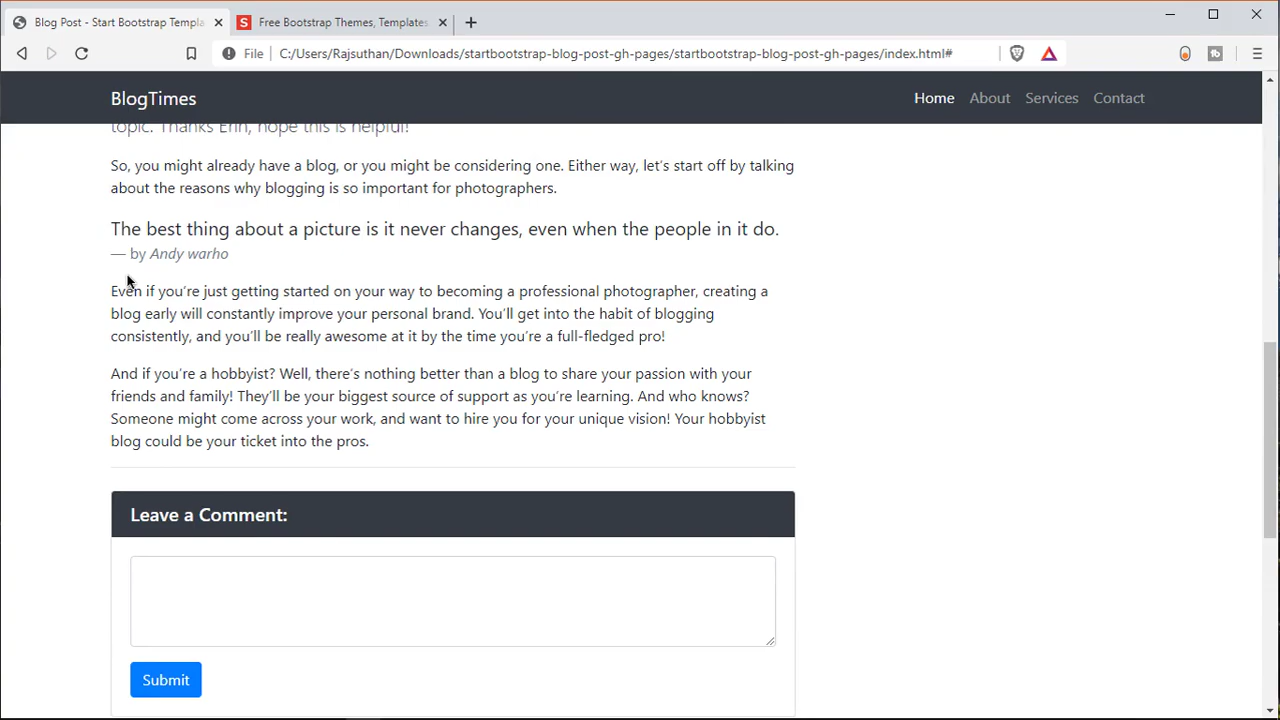 Blog Post - Start Bootstrap Templa
Free Bootstrap Themes, Templates,
File
C:/Users/Rajsuthan/Downloads/startbootstrap-blog-post-gh-pages/startbootstrap-blog-post-gh-pages/index.html#
BlogTimes
Home
About
Services
Contact
topic. Thanks Erin, hope this is helpful!
So, you might already have a blog, or you might be considering one. Either way, let’s start off by talking
about the reasons why blogging is so important for photographers.
The best thing about a picture is it never changes, even when the people in it do.
— by Andy warho
Even if you’re just getting started on your way to becoming a professional photographer, creating a
blog early will constantly improve your personal brand. You’ll get into the habit of blogging
consistently, and you’ll be really awesome at it by the time you’re a full-fledged pro!
And if you’re a hobbyist? Well, there’s nothing better than a blog to share your passion with your
friends and family! They’ll be your biggest source of support as you’re learning. And who knows?
Someone might come across your work, and want to hire you for your unique vision! Your hobbyist
blog could be your ticket into the pros.
Leave a Comment:
Submit